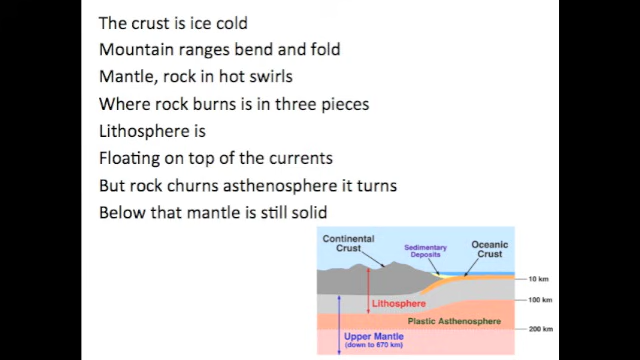 The crust is ice cold
Mountain ranges bend and fold
Mantle, rock in hot swirls
Where rock burns is in three pieces
Lithosphere is
Floating on top of the currents
But rock churns asthenosphere it turns
Below that mantle is still solid
Continental
Crust
Sedimentary
Deposits
Oceanic
Crust
10 km
Lithosphere
100 km
Plastic Asthenosphere
200 km
Upper Mantle
(down to 670 km)